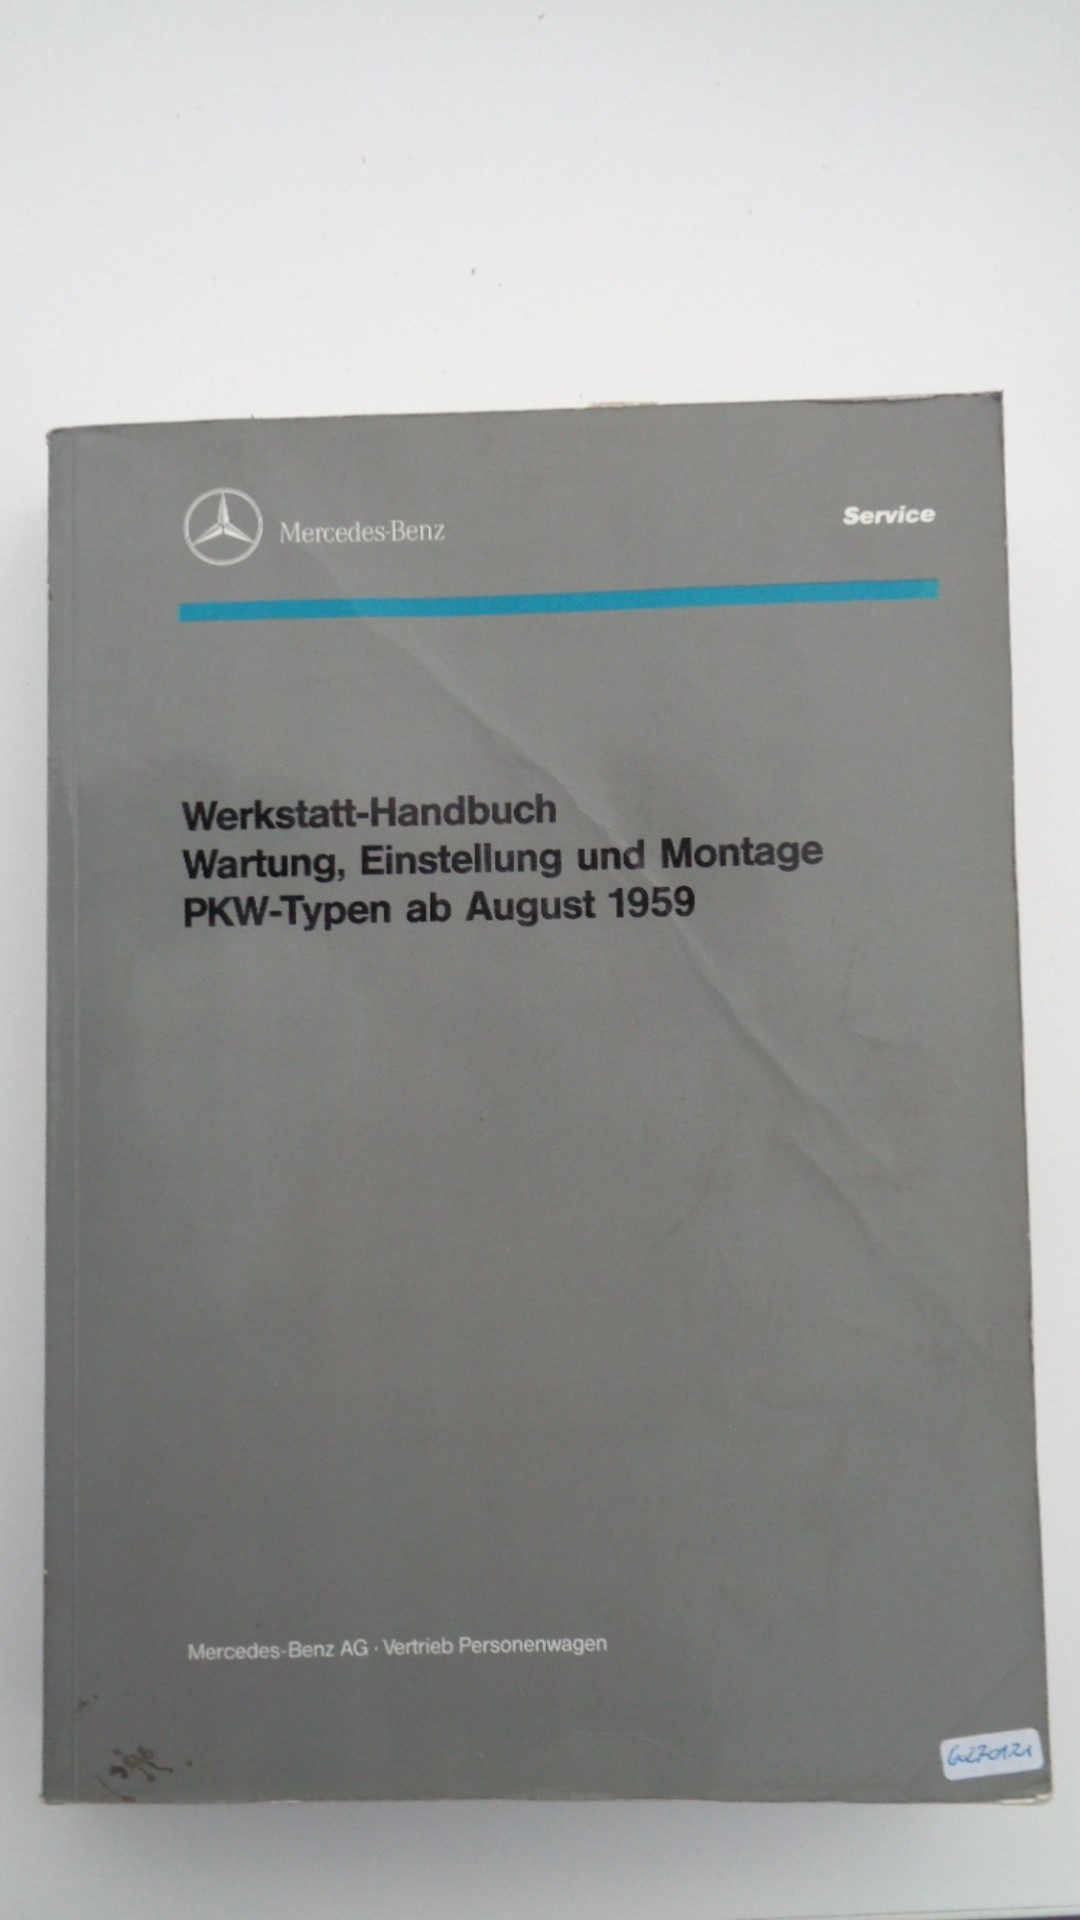 Mercedes-Benz
Service
Werkstatt-Handbuch
Wartung, Einstellung und Montage
PKW-Typen ab August 1959
Mercedes-Benz AG · Vertrieb Personenwagen